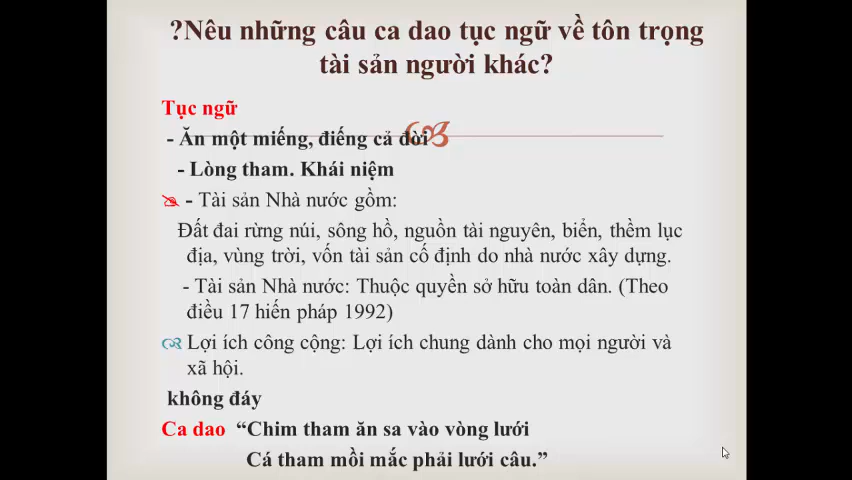 ?Nêu những câu ca dao tục ngữ về tôn trọng
tài sản người khác?
Tục ngữ
- Ăn một miếng, điếng cả đời
- Lòng tham. Khái niệm
- Tài sản Nhà nước gồm:
Đất đai rừng núi, sông hồ, nguồn tài nguyên, biển, thềm lục
địa, vùng trời, vốn tài sản cố định do nhà nước xây dựng.
- Tài sản Nhà nước: Thuộc quyền sở hữu toàn dân. (Theo
điều 17 hiến pháp 1992)
Lợi ích công cộng: Lợi ích chung dành cho mọi người và
xã hội.
không đáy
Ca dao “Chim tham ăn sa vào vòng lưới
Cá tham mồi mắc phải lưới câu.”